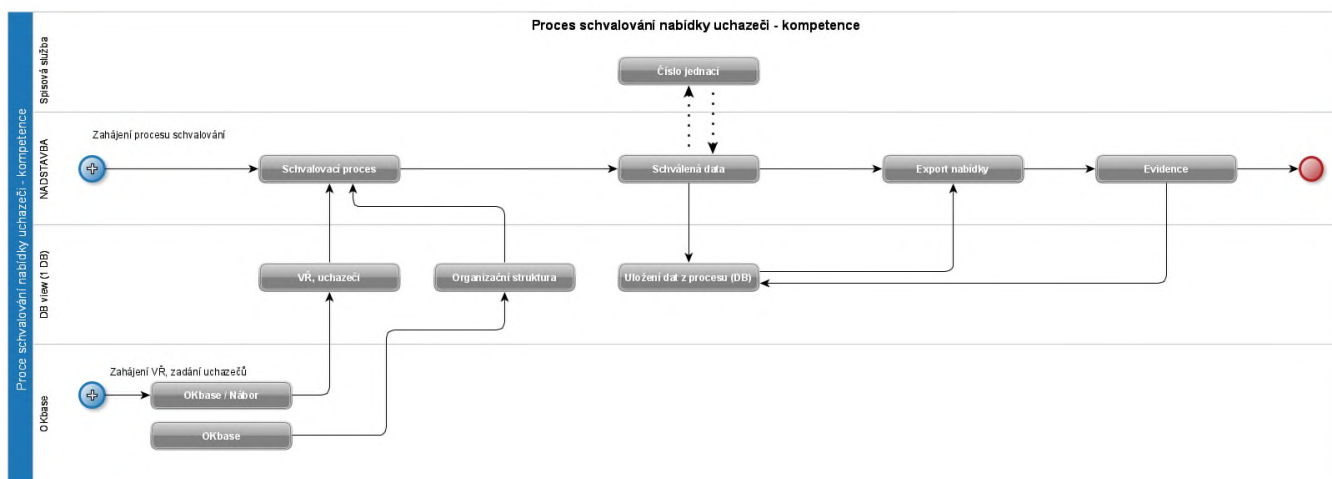 Proces schvalování nabídky uchazeči - kompetence
Proce schvalování nabídky uchazeči - kompetence
Spisová služba
Číslo jednací
NADSTAVBA
Zahájení procesu schvalování
Schvalovací proces
Schválená data
Export nabídky
Evidence
DB view (1 DB)
VŘ, uchazeči
Organizační struktura
Uložení dat z procesu (DB)
OKbase
Zahájení VŘ, zadání uchazečů
OKbase / Nábor
OKbase